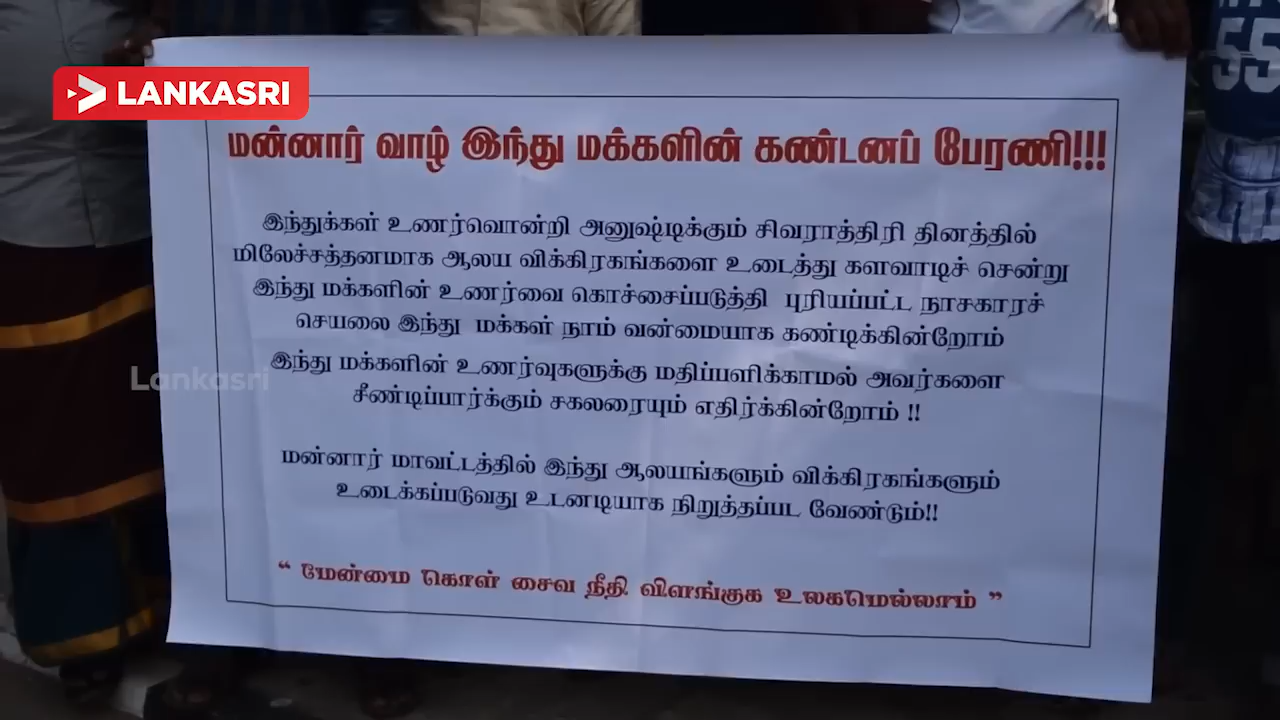 LANKASRI
மன்னார் வாழ் இந்து மக்களின் கண்டனப் பேரணி!!!
இந்துக்கள் உணர்வொன்றி அனுஷ்டிக்கும் சிவராத்திரி தினத்தில்
மிலேச்சத்தனமாக ஆலய விக்கிரகங்களை உடைத்து களவாடிச் சென்று
இந்து மக்களின் உணர்வை கொச்சைப்படுத்தி புரியப்பட்ட நாசகாரச்
செயலை இந்து மக்கள் நாம் வன்மையாக கண்டிக்கின்றோம்
இந்து மக்களின் உணர்வுகளுக்கு மதிப்பளிக்காமல் அவர்களை
சீண்டிப்பார்க்கும் சகலரையும் எதிர்க்கின்றோம் !!
Lankasri
மன்னார் மாவட்டத்தில் இந்து ஆலயங்களும் விக்கிரகங்களும்
உடைக்கப்படுவது உடனடியாக நிறுத்தப்பட வேண்டும்!!
“ மேன்மை கொள் சைவ நீதி விளங்குக உலகமெல்லாம் ”
55